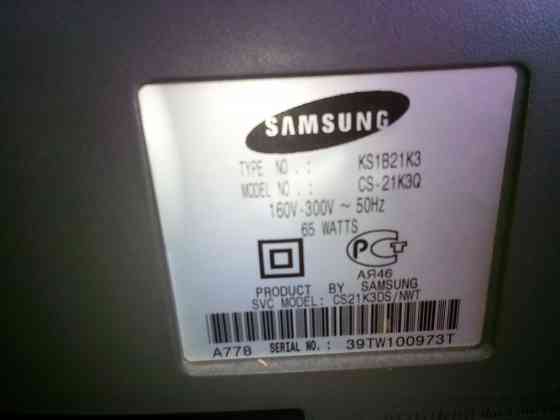 SAMSUNG
TYPE NO.: KS1B21K3
MODEL NO.: CS-21K3Q
160V-300V ~ 50Hz
65 WATTS
PCT
АЯ46
PRODUCT BY SAMSUNG
SVC MODEL: CS21K3DS/NWT
A778 SERIAL NO.: 39TW100973T